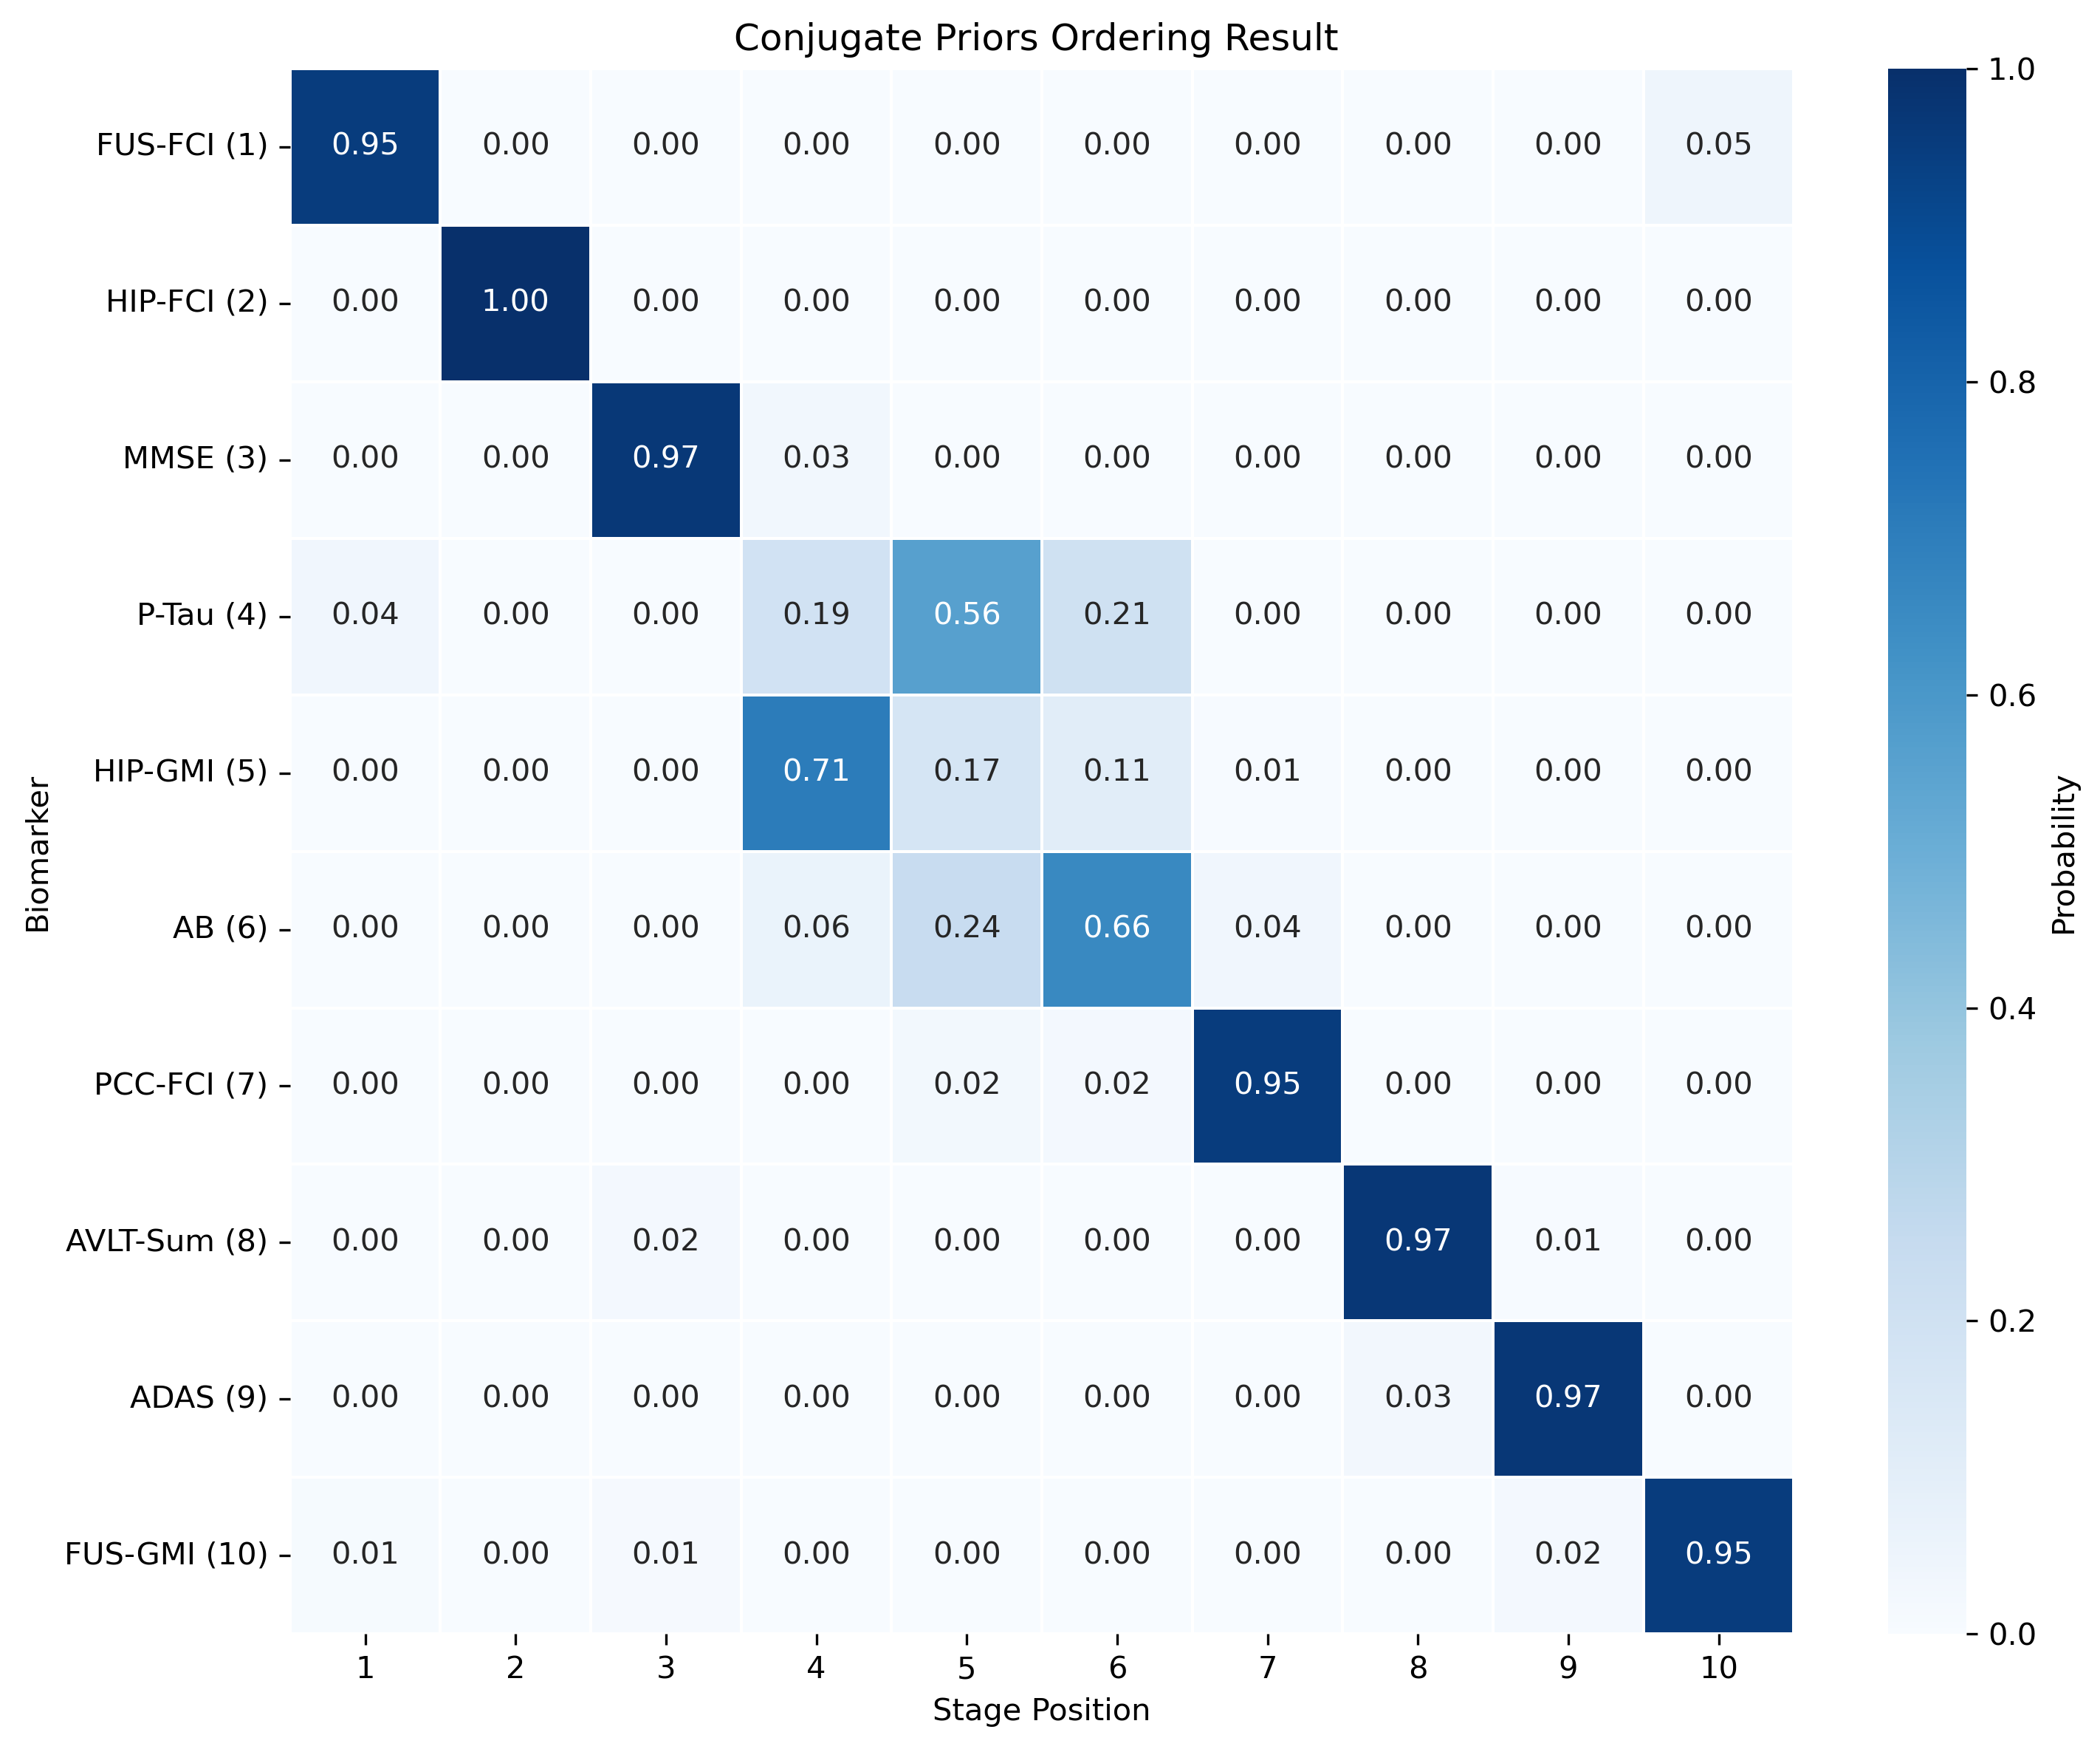 Conjugate Priors Ordering Result
FUS-FCI (1) 0.95 0.00 0.00 0.00 0.00 0.00 0.00 0.00 0.00 0.05
HIP-FCI (2) 0.00 1.00 0.00 0.00 0.00 0.00 0.00 0.00 0.00 0.00
MMSE (3) 0.00 0.00 0.97 0.03 0.00 0.00 0.00 0.00 0.00 0.00
P-Tau (4) 0.04 0.00 0.00 0.19 0.56 0.21 0.00 0.00 0.00 0.00
HIP-GMI (5) 0.00 0.00 0.00 0.71 0.17 0.11 0.01 0.00 0.00 0.00
AB (6) 0.00 0.00 0.00 0.06 0.24 0.66 0.04 0.00 0.00 0.00
PCC-FCI (7) 0.00 0.00 0.00 0.00 0.02 0.02 0.95 0.00 0.00 0.00
AVLT-Sum (8) 0.00 0.00 0.02 0.00 0.00 0.00 0.00 0.97 0.01 0.00
ADAS (9) 0.00 0.00 0.00 0.00 0.00 0.00 0.00 0.03 0.97 0.00
FUS-GMI (10) 0.01 0.00 0.01 0.00 0.00 0.00 0.00 0.00 0.02 0.95
1 2 3 4 5 6 7 8 9 10
Stage Position
Biomarker
1.0
0.8
0.6
0.4
0.2
0.0
Probability